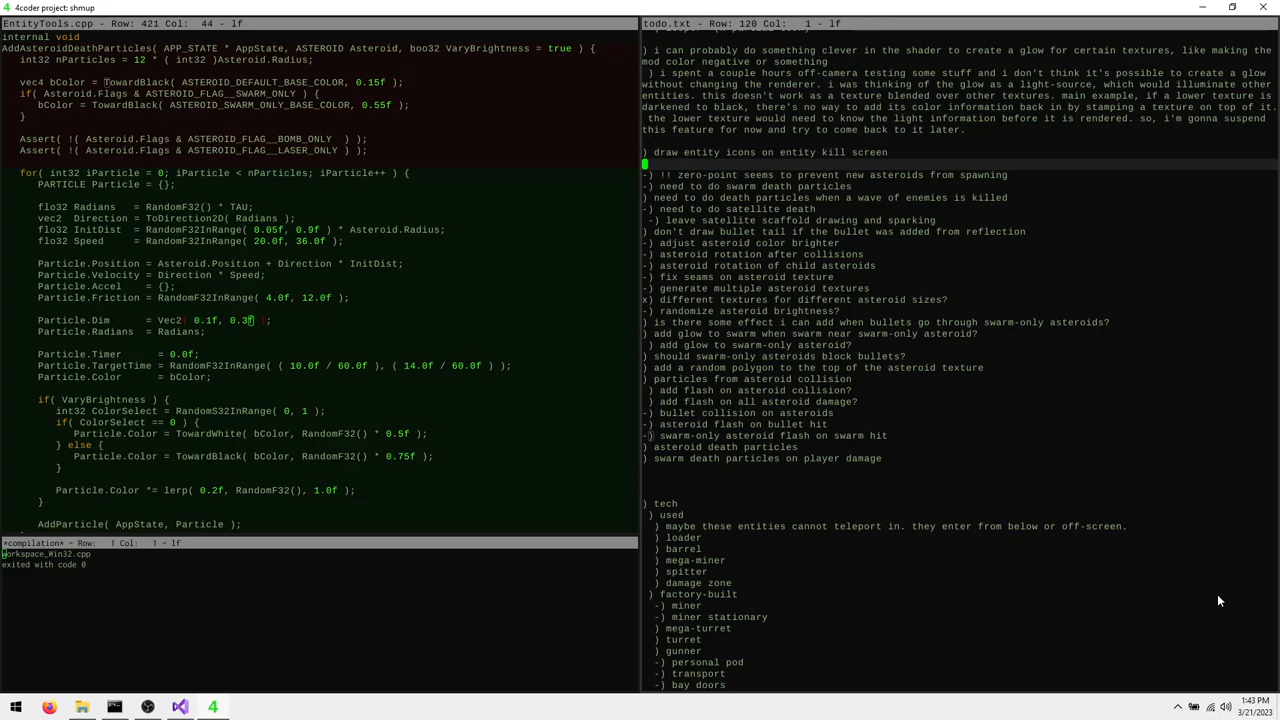 4coder project: shmup
EntityTools.cpp - Row: 421 Col:  44 - lf
internal void
AddAsteroidDeathParticles( APP_STATE * AppState, ASTEROID Asteroid, boo32 VaryBrightness = true ) {
   int32 nParticles = 12 * ( int32 )Asteroid.Radius;

   vec4 bColor = TowardBlack( ASTEROID_DEFAULT_BASE_COLOR, 0.15f );
   if( Asteroid.Flags & ASTEROID_FLAG__SWARM_ONLY ) {
      bColor = TowardBlack( ASTEROID_SWARM_ONLY_BASE_COLOR, 0.55f );
   }

   Assert( !( Asteroid.Flags & ASTEROID_FLAG__BOMB_ONLY  ) );
   Assert( !( Asteroid.Flags & ASTEROID_FLAG__LASER_ONLY ) );

   for( int32 iParticle = 0; iParticle < nParticles; iParticle++ ) {
      PARTICLE Particle = {};

      flo32 Radians   = RandomF32() * TAU;
      vec2  Direction = ToDirection2D( Radians );
      flo32 InitDist  = RandomF32InRange( 0.05f, 0.9f ) * Asteroid.Radius;
      flo32 Speed     = RandomF32InRange( 20.0f, 36.0f );

      Particle.Position = Asteroid.Position + Direction * InitDist;
      Particle.Velocity = Direction * Speed;
      Particle.Accel    = {};
      Particle.Friction = RandomF32InRange( 4.0f, 12.0f );

      Particle.Dim      = Vec2( 0.1f, 0.3f );
      Particle.Radians  = Radians;

      Particle.Timer      = 0.0f;
      Particle.TargetTime = RandomF32InRange( ( 10.0f / 60.0f ), ( 14.0f / 60.0f ) );
      Particle.Color      = bColor;

      if( VaryBrightness ) {
         int32 ColorSelect = RandomS32InRange( 0, 1 );
         if( ColorSelect == 0 ) {
            Particle.Color = TowardWhite( bColor, RandomF32() * 0.5f );
         } else {
            Particle.Color = TowardBlack( bColor, RandomF32() * 0.75f );
         }

         Particle.Color *= lerp( 0.2f, RandomF32(), 1.0f );
      }

      AddParticle( AppState, Particle );
*compilation* - Row:   1 Col:   1 - lf
workspace_Win32.cpp
exited with code 0
todo.txt - Row: 120 Col:   1 - lf
) i can probably do something clever in the shader to create a glow for certain textures, like making the
mod color negative or something
 ) i spent a couple hours off-camera testing some stuff and i don't think it's possible to create a glow
without changing the renderer. i was thinking of the glow as a light-source, which would illuminate other
entities. this doesn't work as a texture blended over other textures. main example, if a lower texture is
darkened to black, there's no way to add its color information back in by stamping a texture on top of it.
 the lower texture would need to know the light information before it is rendered. so, i'm gonna suspend
this feature for now and try to come back to it later.

) draw entity icons on entity kill screen

-) !! zero-point seems to prevent new asteroids from spawning
-) need to do swarm death particles
) need to do death particles when a wave of enemies is killed
-) need to do satellite death
 -) leave satellite scaffold drawing and sparking
) don't draw bullet tail if the bullet was added from reflection
-) adjust asteroid color brighter
-) asteroid rotation after collisions
-) asteroid rotation of child asteroids
-) fix seams on asteroid texture
-) generate multiple asteroid textures
x) different textures for different asteroid sizes?
-) randomize asteroid brightness?
) is there some effect i can add when bullets go through swarm-only asteroids?
) add glow to swarm when swarm near swarm-only asteroid?
 ) add glow to swarm-only asteroid?
) should swarm-only asteroids block bullets?
) add a random polygon to the top of the asteroid texture
) particles from asteroid collision
 ) add flash on asteroid collision?
 ) add flash on all asteroid damage?
-) bullet collision on asteroids
-) asteroid flash on bullet hit
-) swarm-only asteroid flash on swarm hit
) asteroid death particles
) swarm death particles on player damage

) tech
 ) used
  ) maybe these entities cannot teleport in. they enter from below or off-screen.
  ) loader
  ) barrel
  ) mega-miner
  ) spitter
  ) damage zone
 ) factory-built
  -) miner
  -) miner stationary
  ) mega-turret
  ) turret
  ) gunner
  -) personal pod
  -) transport
  -) bay doors
1:43 PM
3/21/2023